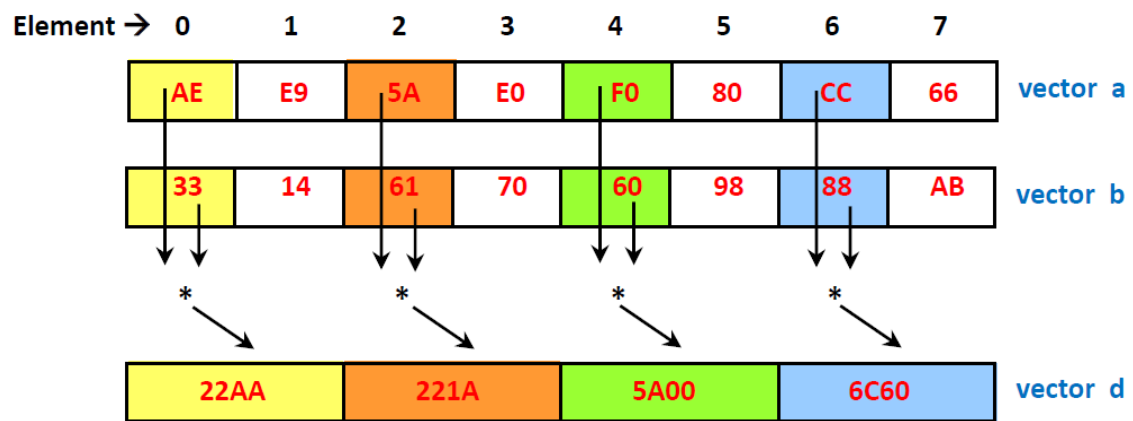 Element → 0 1 2 3 4 5 6 7
AE E9 5A E0 F0 80 CC 66 vector a
33 14 61 70 60 98 88 AB vector b
* * * *
22AA 221A 5A00 6C60 vector d